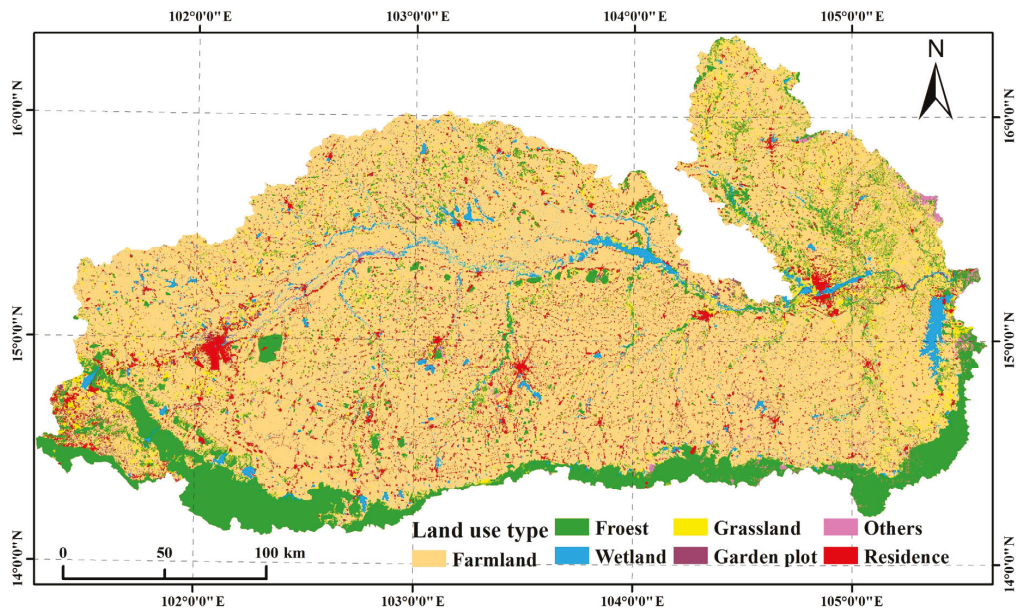 102°0'0"E 103°0'0"E 104°0'0"E 105°0'0"E
N
16°0'0"N 16°0'0"N
15°0'0"N 15°0'0"N
14°0'0"N 14°0'0"N
Land use type Froest Grassland Others
Farmland Wetland Garden plot Residence
0 50 100 km
102°0'0"E 103°0'0"E 104°0'0"E 105°0'0"E